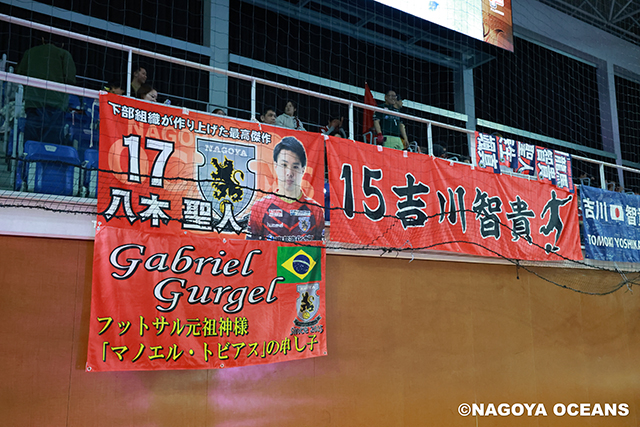 下部組織が作り上げた最高傑作
NAGOYA
17
八木 聖人
15 吉川智貴
吉川 智貴
TOMOKI YOSHIKA
Gabriel
Gurgel
フットサル元祖神様
「マノエル・トビアス」の申し子
©NAGOYA OCEANS